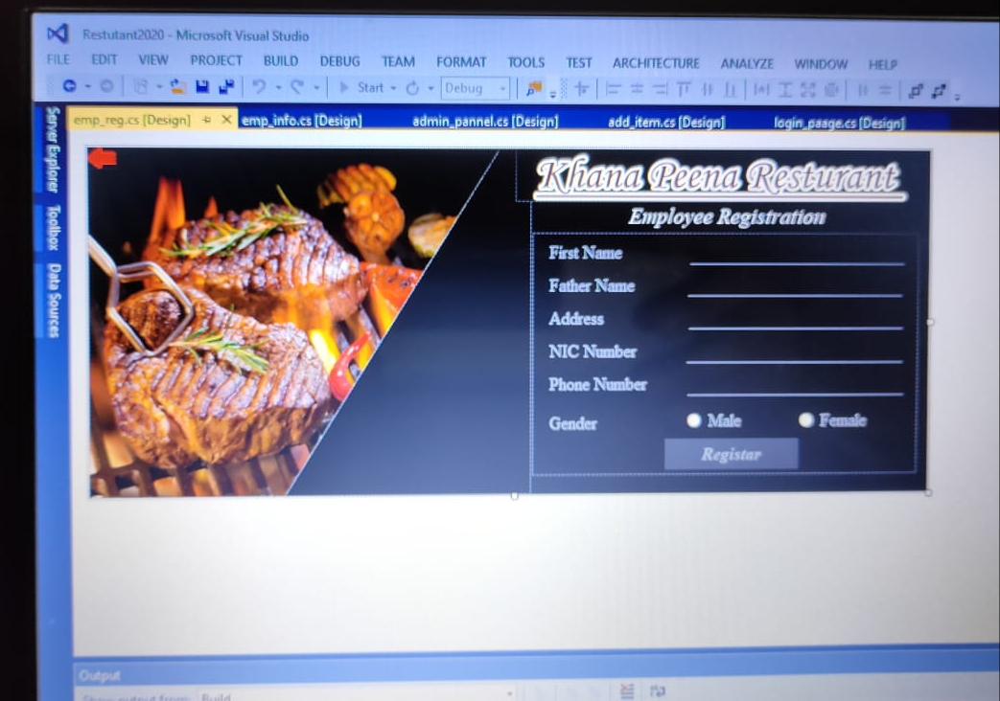 Restutant2020 - Microsoft Visual Studio
FILE EDIT VIEW PROJECT BUILD DEBUG TEAM FORMAT TOOLS TEST ARCHITECTURE ANALYZE WINDOW HELP
Start Debug
emp_reg.cs [Design] emp_info.cs [Design] admin_pannel.cs [Design] add_item.cs [Design] login_paage.cs [Design]
Server Explorer
Toolbox
Data Sources
Khana Peena Resturant
Employee Registration
First Name
Father Name
Address
NIC Number
Phone Number
Gender Male Female
Registar
Output
Show output from: Build